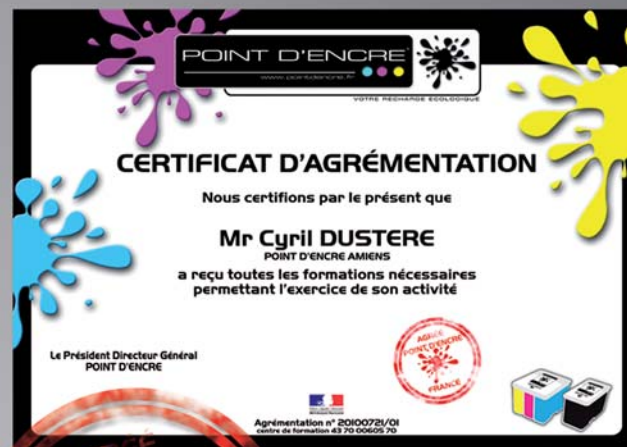 POINT D'ENCRE
www.pointdencre.fr
VOTRE RECHARGE ÉCOLOGIQUE
CERTIFICAT D'AGRÉMENTATION
Nous certifions par le présent que
Mr Cyril DUSTERE
POINT D'ENCRE AMIENS
a reçu toutes les formations nécessaires
permettant l'exercice de son activité
Le Président Directeur Général
POINT D'ENCRE
AGRÉÉ
POINT D'ENCRE
FRANCE
Agrémentation n° 20100721/01
centre de formation 43 70 00605 70